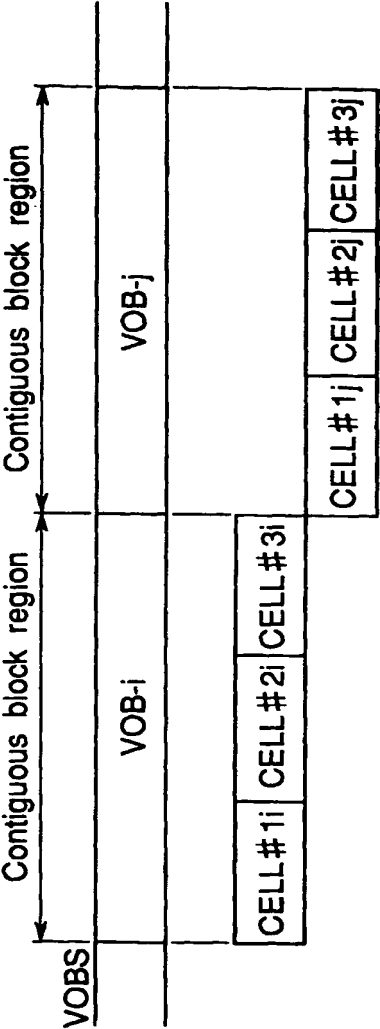 Contiguous block region
Contiguous block region
VOBS
VOB-i
VOB-j
CELL#1i
CELL#2i
CELL#3i
CELL#1j
CELL#2j
CELL#3j